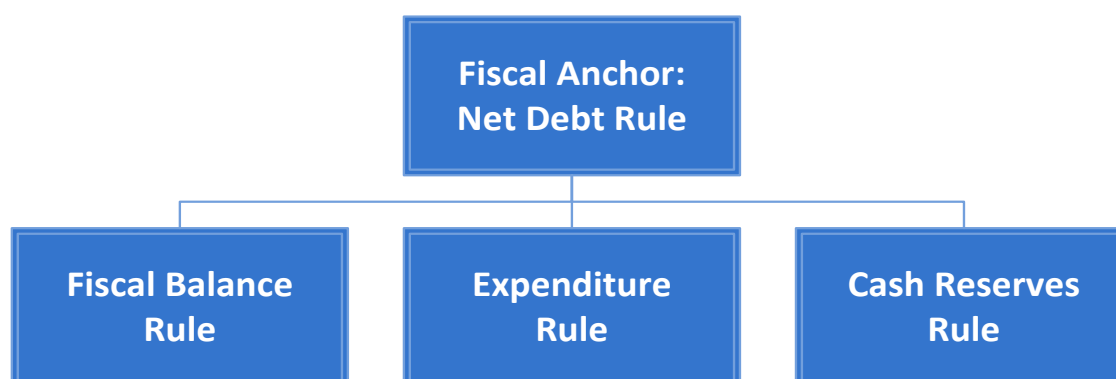 Fiscal Anchor:
Net Debt Rule
Fiscal Balance
Rule
Expenditure
Rule
Cash Reserves
Rule